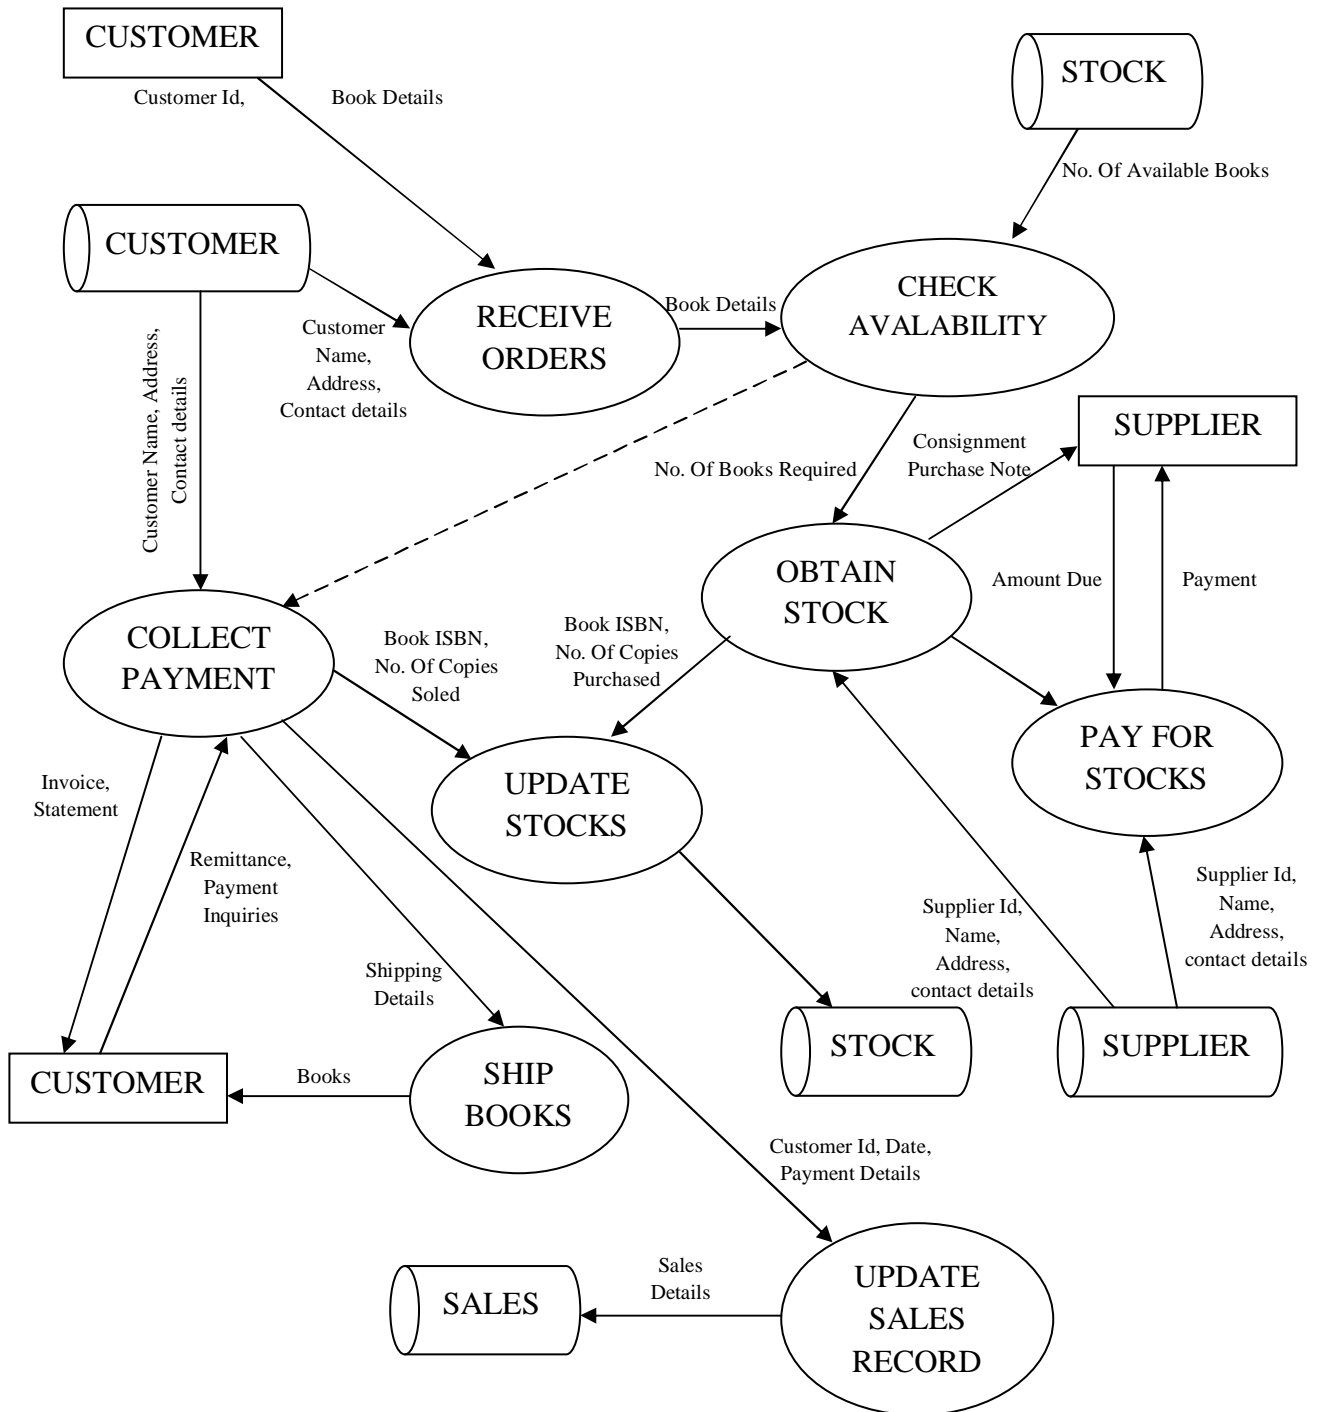 CUSTOMER
STOCK
Customer Id,
Book Details
No. Of Available Books
CUSTOMER
RECEIVE
ORDERS
Book Details
CHECK
AVALABILITY
Customer
Name,
Address,
Contact details
Customer Name, Address,
Contact details
SUPPLIER
Consignment
Purchase Note
No. Of Books Required
OBTAIN
STOCK
Amount Due
Payment
COLLECT
PAYMENT
Book ISBN,
No. Of Copies
Soled
Book ISBN,
No. Of Copies
Purchased
PAY FOR
STOCKS
UPDATE
STOCKS
Invoice,
Statement
Remittance,
Payment
Inquiries
Supplier Id,
Name,
Address,
contact details
Supplier Id,
Name,
Address,
contact details
Shipping
Details
STOCK
SUPPLIER
CUSTOMER
Books
SHIP
BOOKS
Customer Id, Date,
Payment Details
SALES
Sales
Details
UPDATE
SALES
RECORD